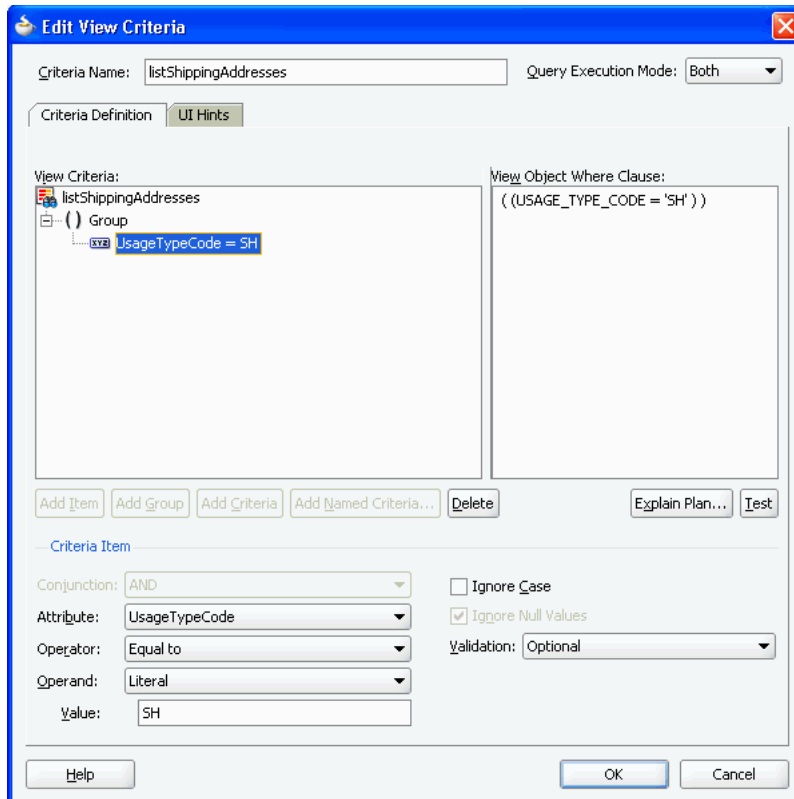 Edit View Criteria
Criteria Name: listShippingAddresses Query Execution Mode: Both
Criteria Definition UI Hints
View Criteria: View Object Where Clause:
listShippingAddresses ( (USAGE_TYPE_CODE = 'SH' ) )
( ) Group
XYZ UsageTypeCode = SH
Add Item Add Group Add Criteria Add Named Criteria... Delete Explain Plan... Test
Criteria Item
Conjunction: AND Ignore Case
Attribute: UsageTypeCode Ignore Null Values
Operator: Equal to Validation: Optional
Operand: Literal
Value: SH
Help OK Cancel